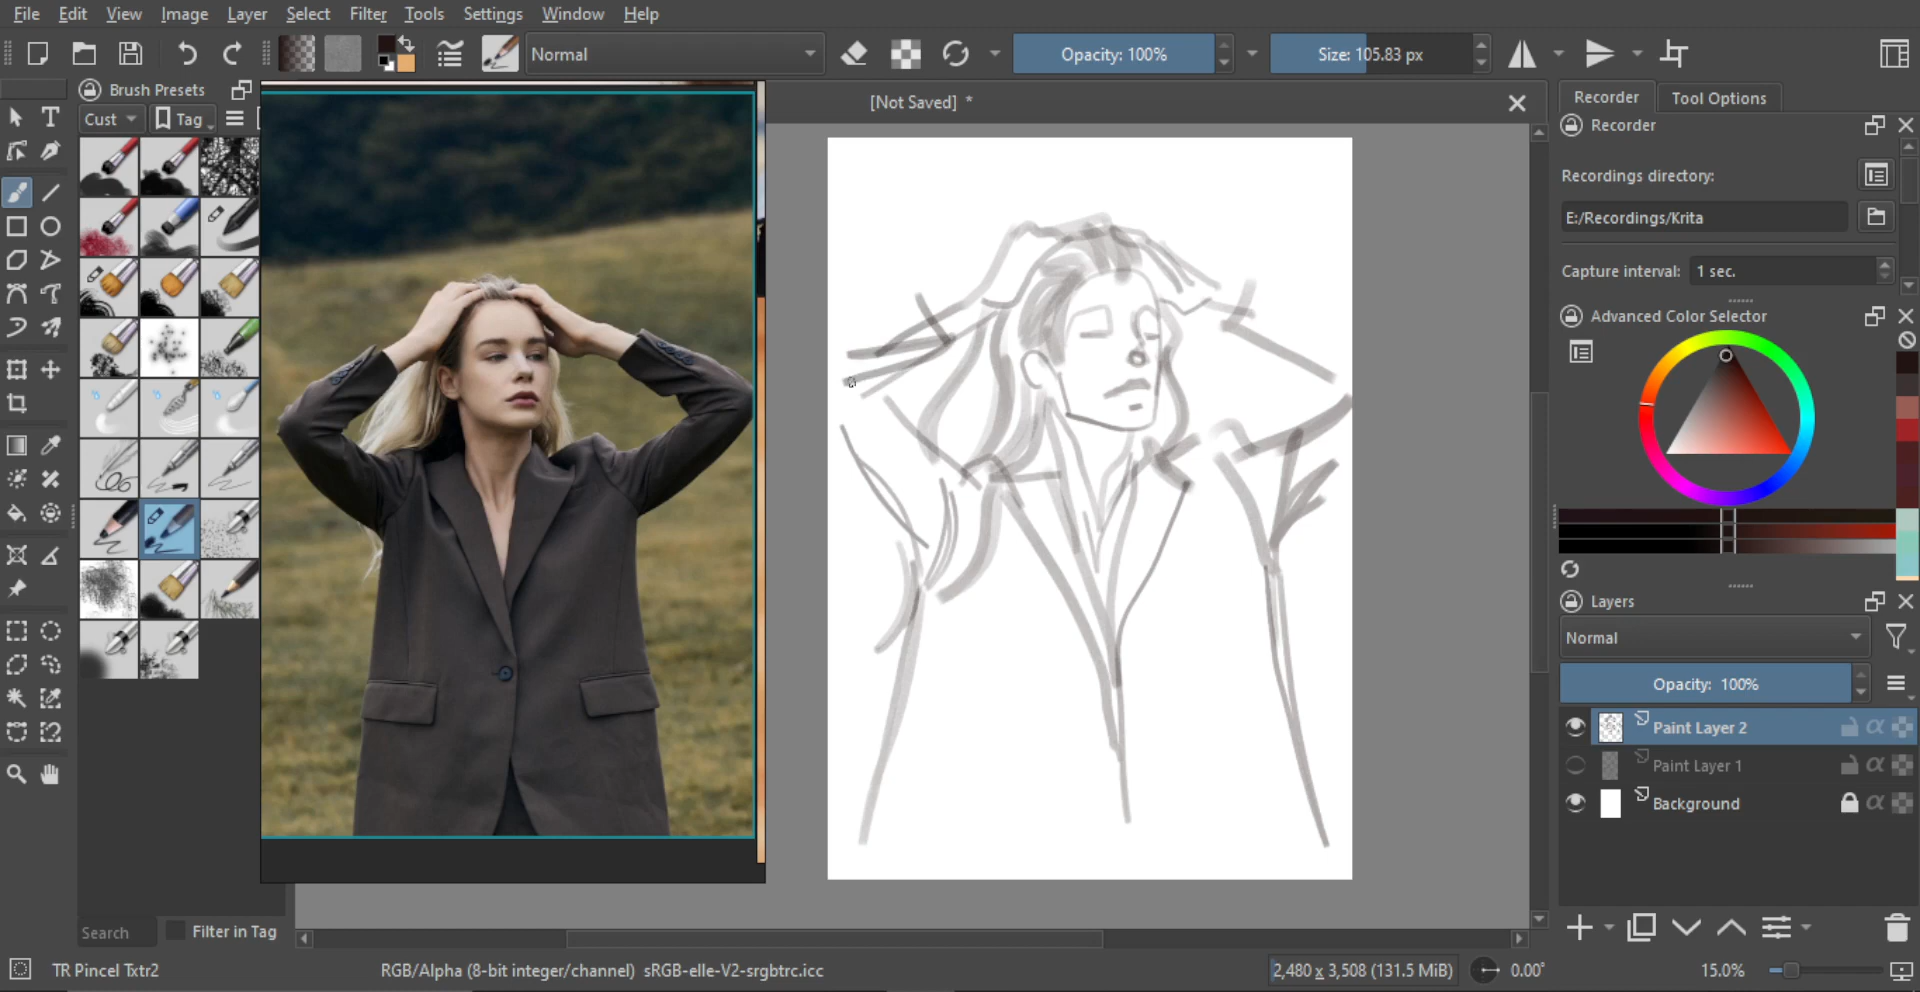 File Edit View Image Layer Select Filter Tools Settings Window Help
Normal
Opacity: 100%
Size: 105.83 px
Brush Presets
Cust
Tag
[Not Saved] *
Recorder
Tool Options
Recorder
Recordings directory:
E:/Recordings/Krita
Capture interval:
1 sec.
Advanced Color Selector
Layers
Normal
Opacity: 100%
Paint Layer 2
Paint Layer 1
Background
Search
Filter in Tag
TR Pincel Txtr2
RGB/Alpha (8-bit integer/channel) sRGB-elle-V2-srgbtrc.icc
2,480 x 3,508 (131.5 MiB)
0.00°
15.0%